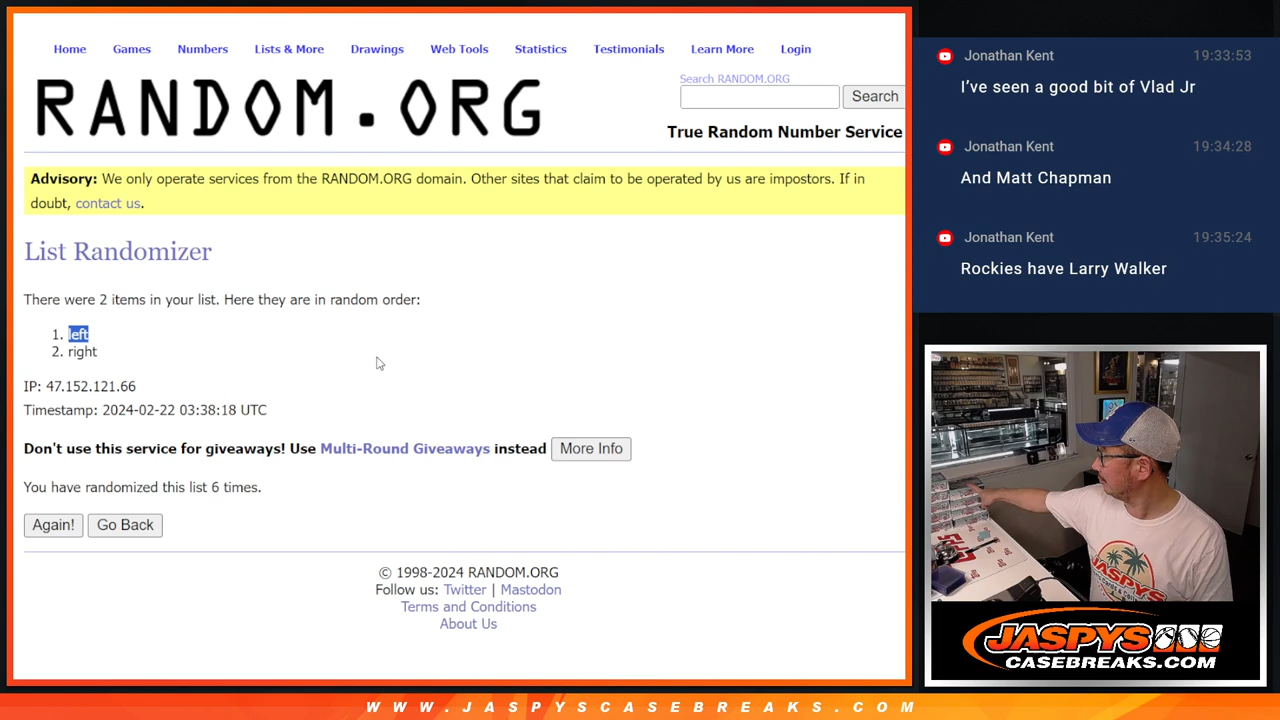 Home Games Numbers Lists & More Drawings Web Tools Statistics Testimonials Learn More Login
RANDOM.ORG
Search RANDOM.ORG
Search
True Random Number Service
Advisory: We only operate services from the RANDOM.ORG domain. Other sites that claim to be operated by us are impostors. If in
doubt, contact us.
List Randomizer
There were 2 items in your list. Here they are in random order:
1. left
2. right
IP: 47.152.121.66
Timestamp: 2024-02-22 03:38:18 UTC
Don't use this service for giveaways! Use Multi-Round Giveaways instead More Info
You have randomized this list 6 times.
Again! Go Back
© 1998-2024 RANDOM.ORG
Follow us: Twitter | Mastodon
Terms and Conditions
About Us
Jonathan Kent 19:33:53
I've seen a good bit of Vlad Jr
Jonathan Kent 19:34:28
And Matt Chapman
Jonathan Kent 19:35:24
Rockies have Larry Walker
JASPYS
CASEBREAKS.COM
WWW.JASPYSCASEBREAKS.COM